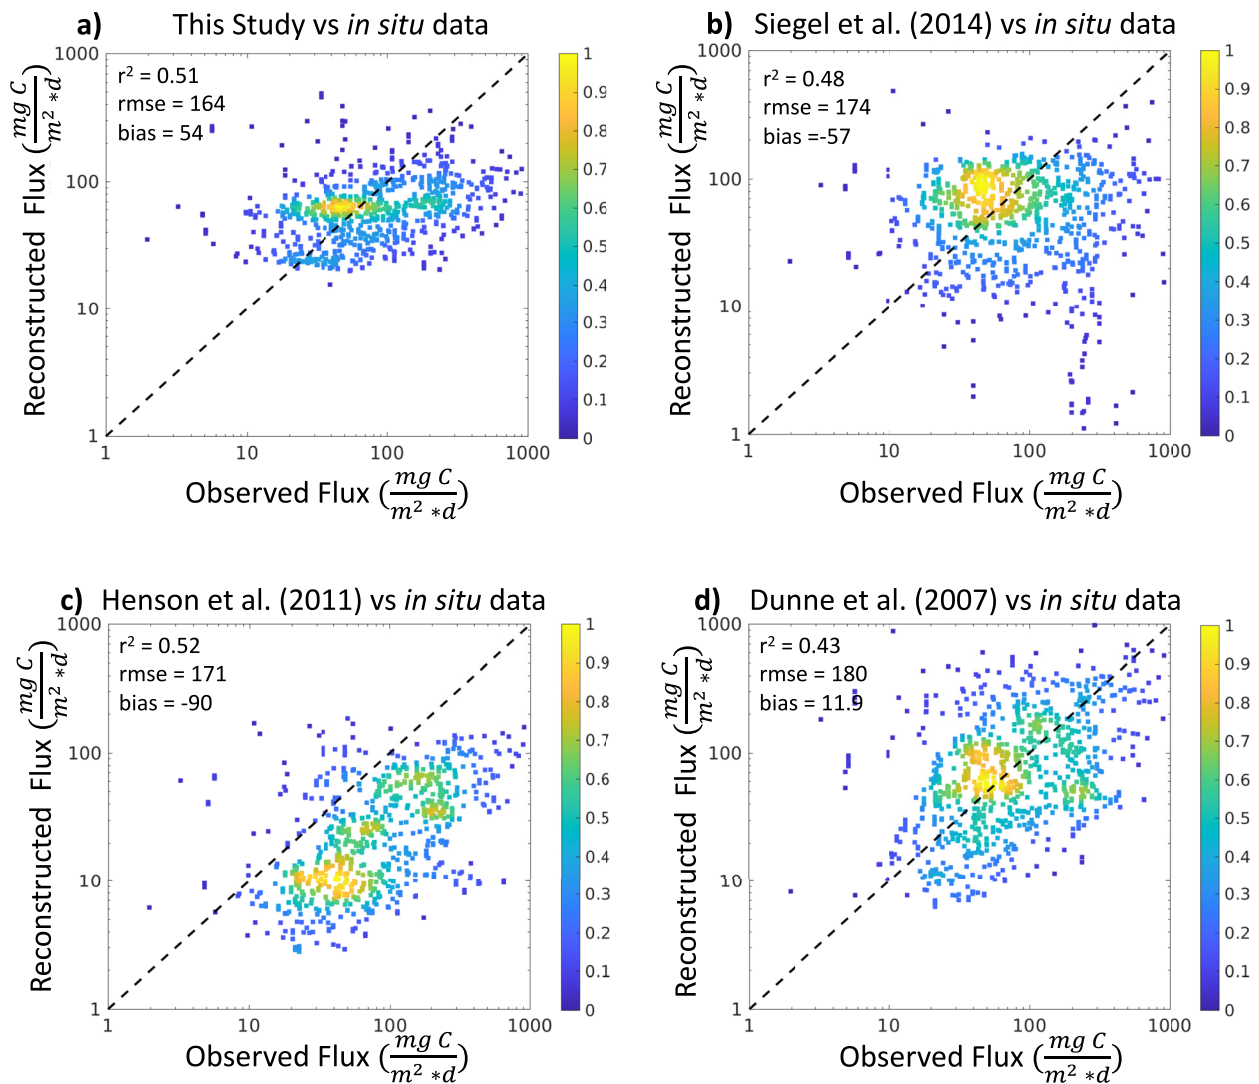 a) This Study vs in situ data
r² = 0.51
rmse = 164
bias = 54
Reconstructed Flux (mg C / m² *d)
1000
100
10
1
1 10 100 1000
Observed Flux (mg C / m² *d)
1
0.9
0.8
0.7
0.6
0.5
0.4
0.3
0.2
0.1
0
b) Siegel et al. (2014) vs in situ data
r² = 0.48
rmse = 174
bias =-57
Reconstructed Flux (mg C / m² *d)
1000
100
10
1
1 10 100 1000
Observed Flux (mg C / m² *d)
1
0.9
0.8
0.7
0.6
0.5
0.4
0.3
0.2
0.1
0
c) Henson et al. (2011) vs in situ data
r² = 0.52
rmse = 171
bias = -90
Reconstructed Flux (mg C / m² *d)
1000
100
10
1
1 10 100 1000
Observed Flux (mg C / m² *d)
1
0.9
0.8
0.7
0.6
0.5
0.4
0.3
0.2
0.1
0
d) Dunne et al. (2007) vs in situ data
r² = 0.43
rmse = 180
bias = 11.9
Reconstructed Flux (mg C / m² *d)
1000
100
10
1
1 10 100 1000
Observed Flux (mg C / m² *d)
1
0.9
0.8
0.7
0.6
0.5
0.4
0.3
0.2
0.1
0